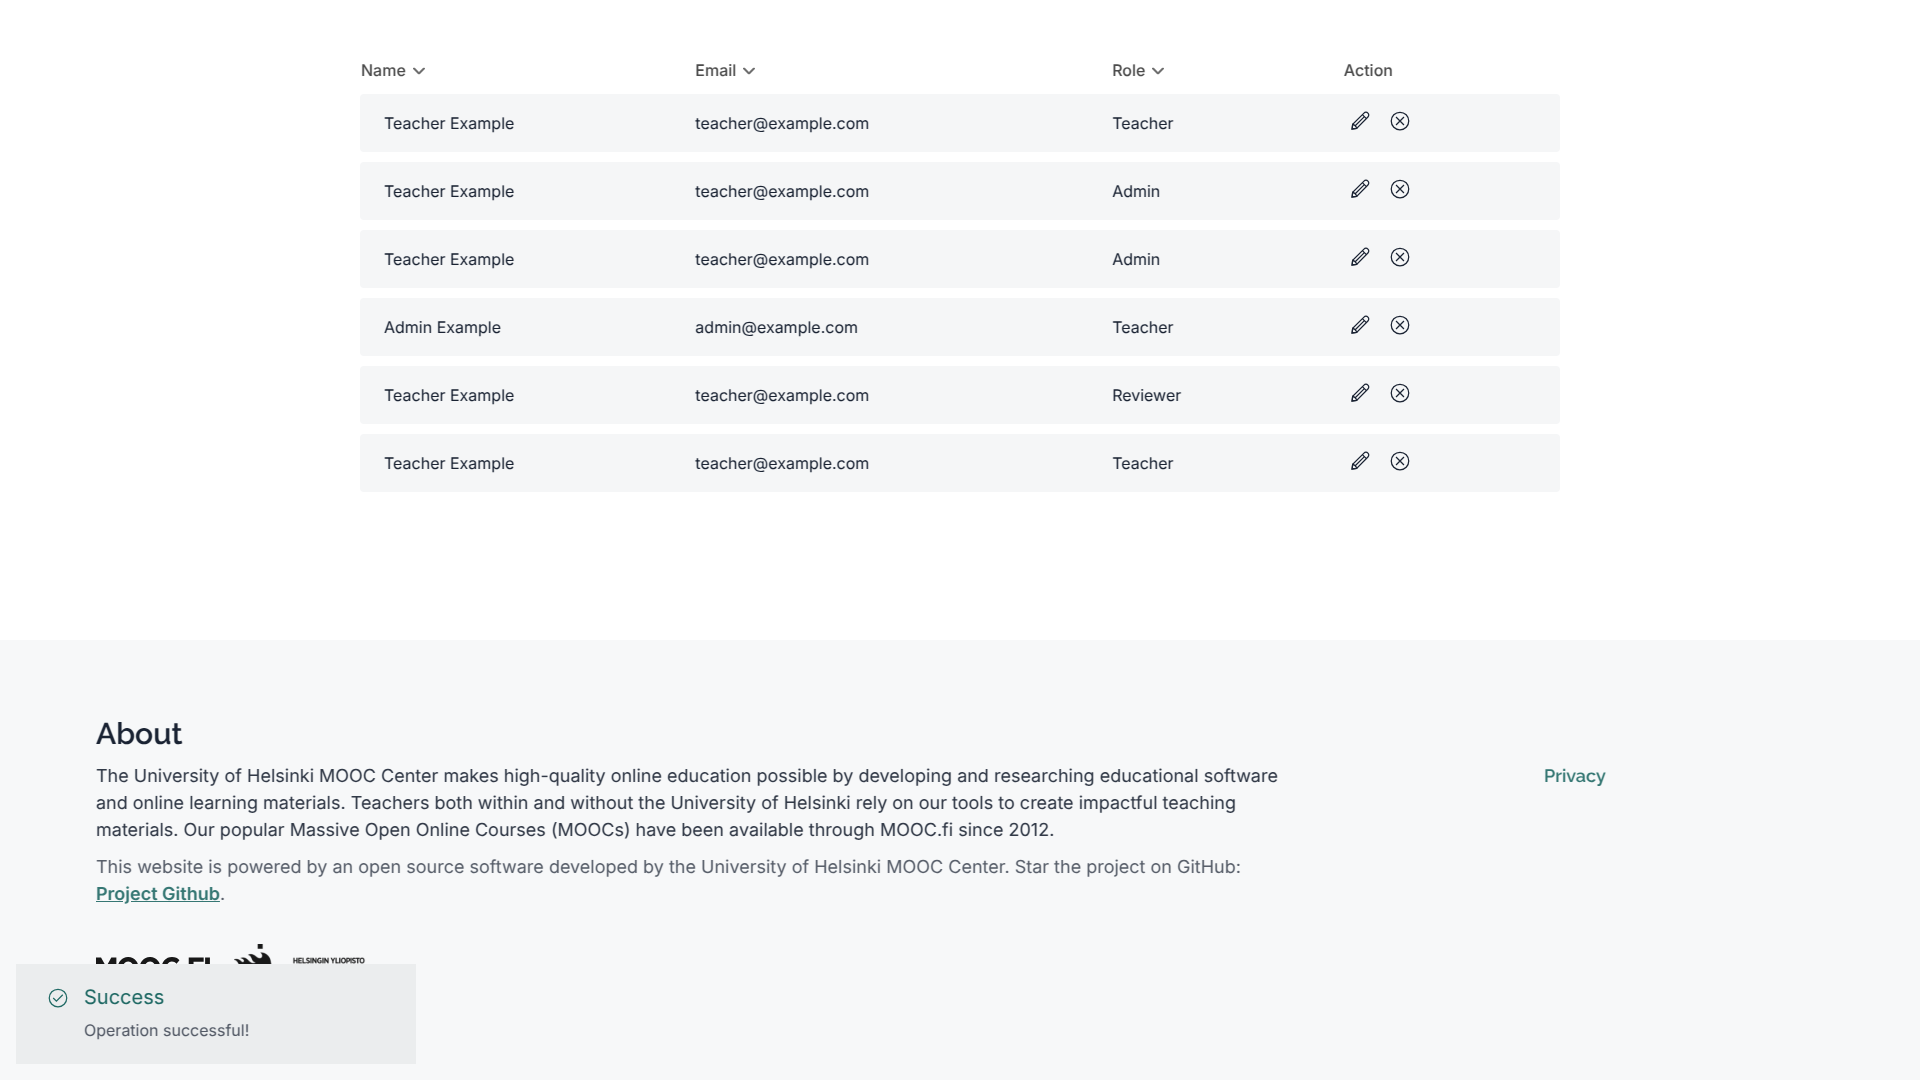 Name Email Role Action
Teacher Example teacher@example.com Teacher
Teacher Example teacher@example.com Admin
Teacher Example teacher@example.com Admin
Admin Example admin@example.com Teacher
Teacher Example teacher@example.com Reviewer
Teacher Example teacher@example.com Teacher
About
The University of Helsinki MOOC Center makes high-quality online education possible by developing and researching educational software
and online learning materials. Teachers both within and without the University of Helsinki rely on our tools to create impactful teaching
materials. Our popular Massive Open Online Courses (MOOCs) have been available through MOOC.fi since 2012.
Privacy
This website is powered by an open source software developed by the University of Helsinki MOOC Center. Star the project on GitHub:
Project Github.
MOOC.FI
HELSINGIN YLIOPISTO
Success
Operation successful!